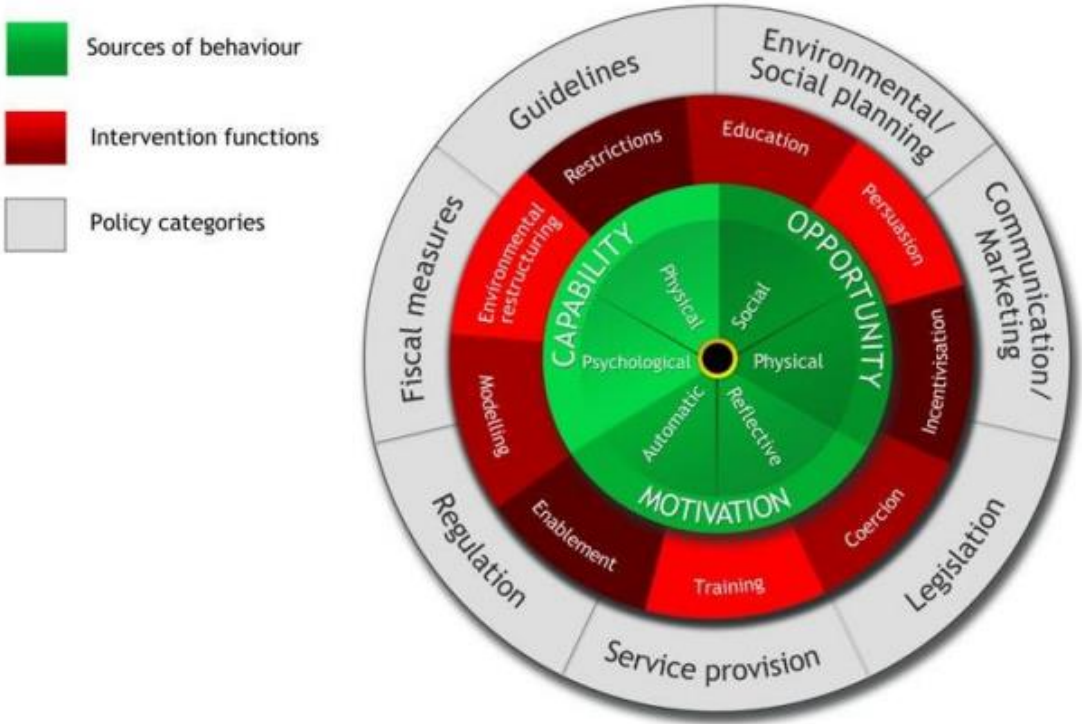 Sources of behaviour
Intervention functions
Policy categories
Guidelines
Environmental/
Social planning
Communication/
Marketing
Legislation
Service provision
Regulation
Fiscal measures
Restrictions
Education
Persuasion
Incentivisation
Coercion
Training
Enablement
Modelling
Environmental
restructuring
CAPABILITY
OPPORTUNITY
MOTIVATION
Physical
Social
Psychological
Physical
Automatic
Reflective